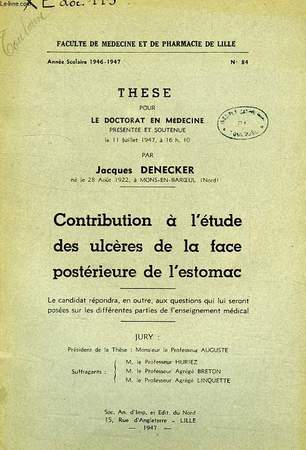 Le-Livre.com
FACULTE DE MEDECINE ET DE PHARMACIE DE LILLE
Année Scolaire 1946-1947 N° 84
THESE
POUR
LE DOCTORAT EN MEDECINE
PRESENTEE ET SOUTENUE
le 11 Juillet 1947, à 16 h. 10
PAR
Jacques DENECKER
né le 28 Août 1922, à MONS-EN-BARŒUL (Nord)
Contribution à l'étude
des ulcères de la face
postérieure de l'estomac
Le candidat répondra, en outre, aux questions qui lui seront
posées sur les différentes parties de l'enseignement médical
JURY :
Président de la Thèse : Monsieur le Professeur AUGUSTE
M. le Professeur HURIEZ
Suffragants : M. le Professeur Agrégé BRETON
M. le Professeur Agrégé LINQUETTE
Soc. An. d'Imp. et Edit. du Nord
15, Rue d'Angleterre - LILLE
— 1947 —